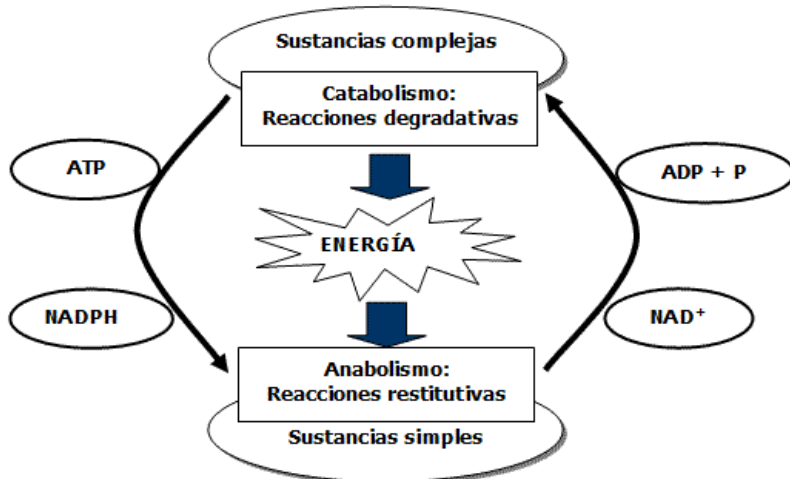 Sustancias complejas
Catabolismo:
Reacciones degradativas
ATP
ADP + P
ENERGÍA
NADPH
NAD⁺
Anabolismo:
Reacciones restitutivas
Sustancias simples